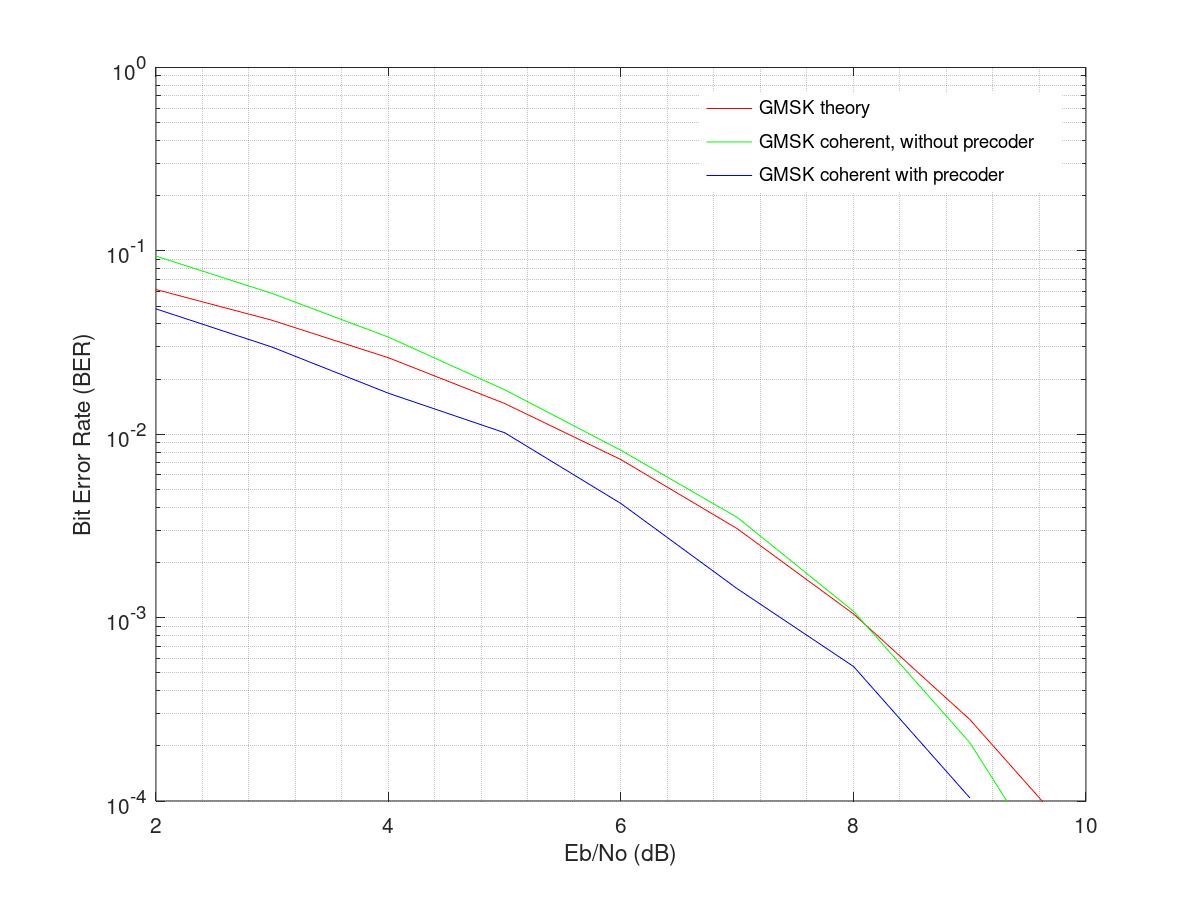 10^0
10^-1
10^-2
10^-3
10^-4
Bit Error Rate (BER)
GMSK theory
GMSK coherent, without precoder
GMSK coherent with precoder
2 4 6 8 10
Eb/No (dB)